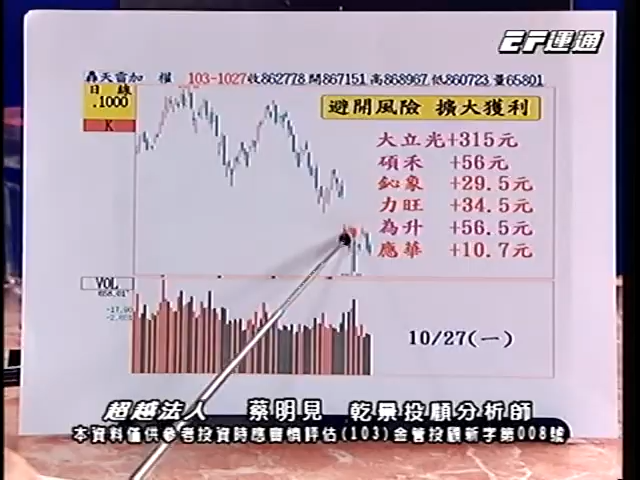 EF運通
轟天雷加 權 103-1027收862778開867151高868967低860723量65801
日線
.1000
K
避開風險 擴大獲利
大立光+315元
碩禾 +56元
鈊象 +29.5元
力旺 +34.5元
為升 +56.5元
應華 +10.7元
VOL
10/27(一)
超越法人 蔡明見 乾景投顧分析師
本資料僅供參考投資時應審慎評估(103)金管投顧新字第008號